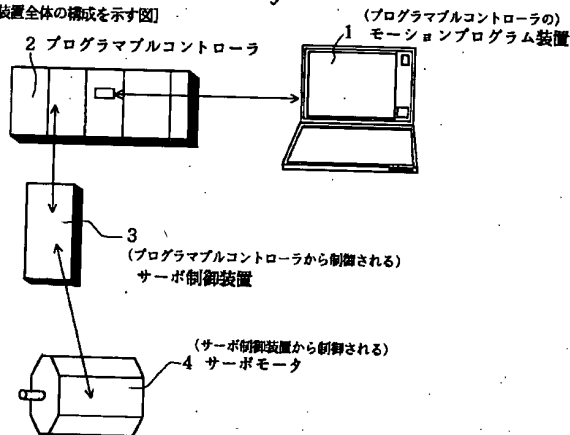 装置全体の構成を示す図]
(プログラマブルコントローラの)
1 モーションプログラム装置
2 プログラマブルコントローラ
3
(プログラマブルコントローラから制御される)
サーボ制御装置
(サーボ制御装置から制御される)
4 サーボモータ